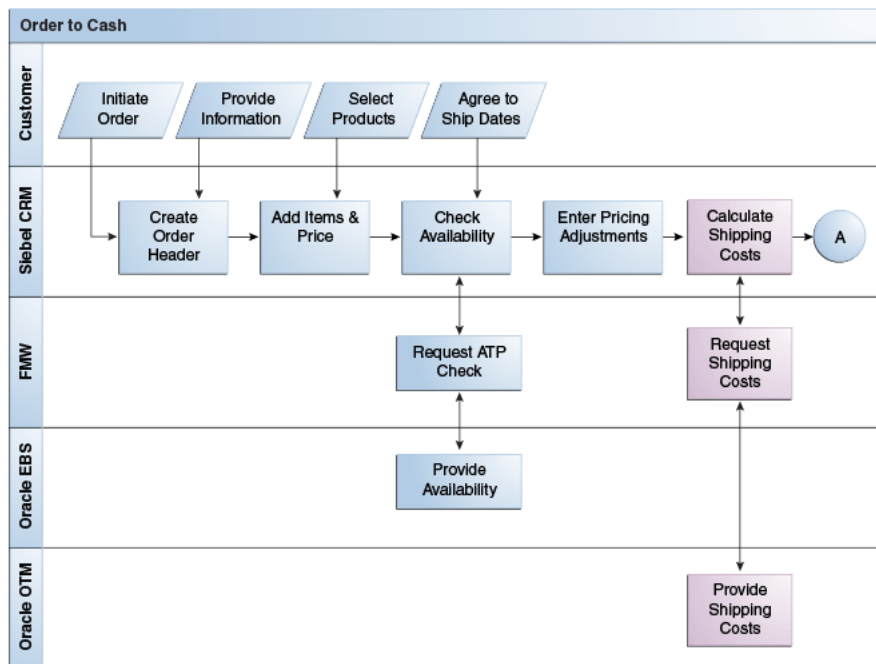 Order to Cash
Customer
Initiate
Order
Provide
Information
Select
Products
Agree to
Ship Dates
Siebel CRM
Create
Order
Header
Add Items &
Price
Check
Availability
Enter Pricing
Adjustments
Calculate
Shipping
Costs
A
FMW
Request ATP
Check
Request
Shipping
Costs
Oracle EBS
Provide
Availability
Oracle OTM
Provide
Shipping
Costs